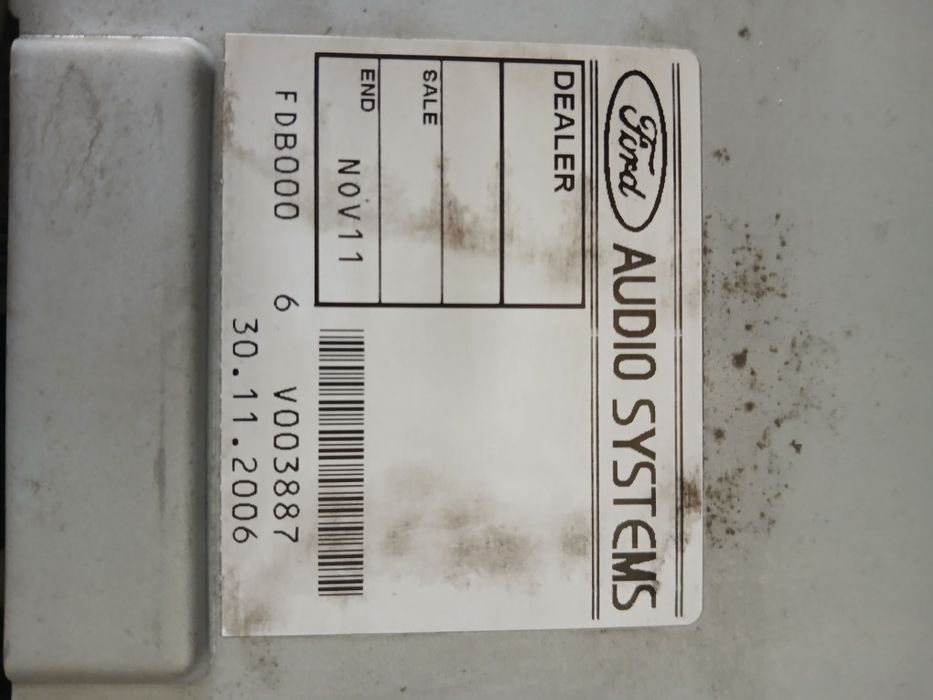 Ford AUDIO SYSTEMS
DEALER
SALE
END NOV11
FDB000 6 V003887
30.11.2006